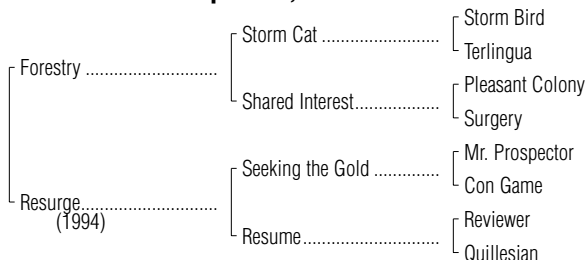 Storm Bird
Storm Cat ..............................
Terlingua
Forestry .................................
Pleasant Colony
Shared Interest.....................
Surgery
Mr. Prospector
Seeking the Gold ................
Con Game
Resurge..................................
(1994)
Reviewer
Resume..................................
Quillesian